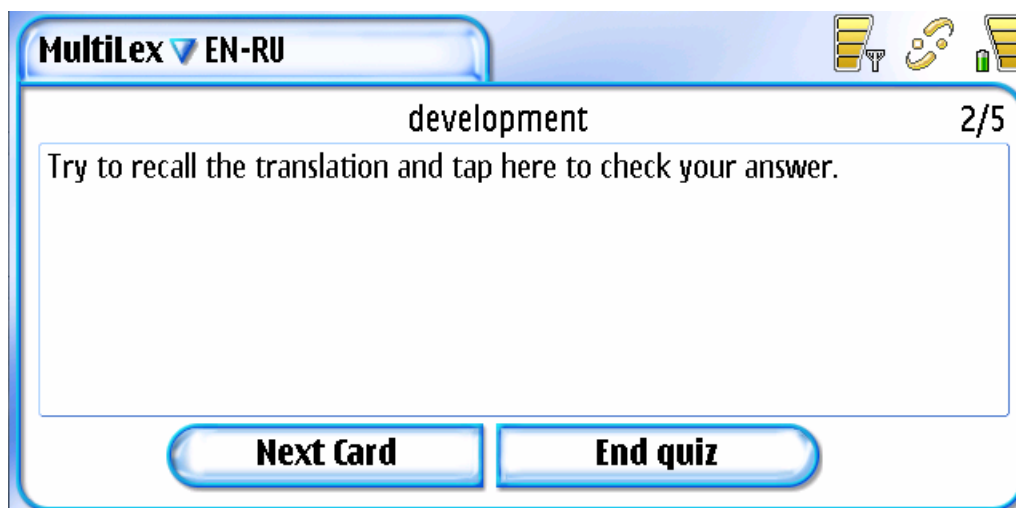 MultiLex EN-RU
development 2/5
Try to recall the translation and tap here to check your answer.
Next Card End quiz